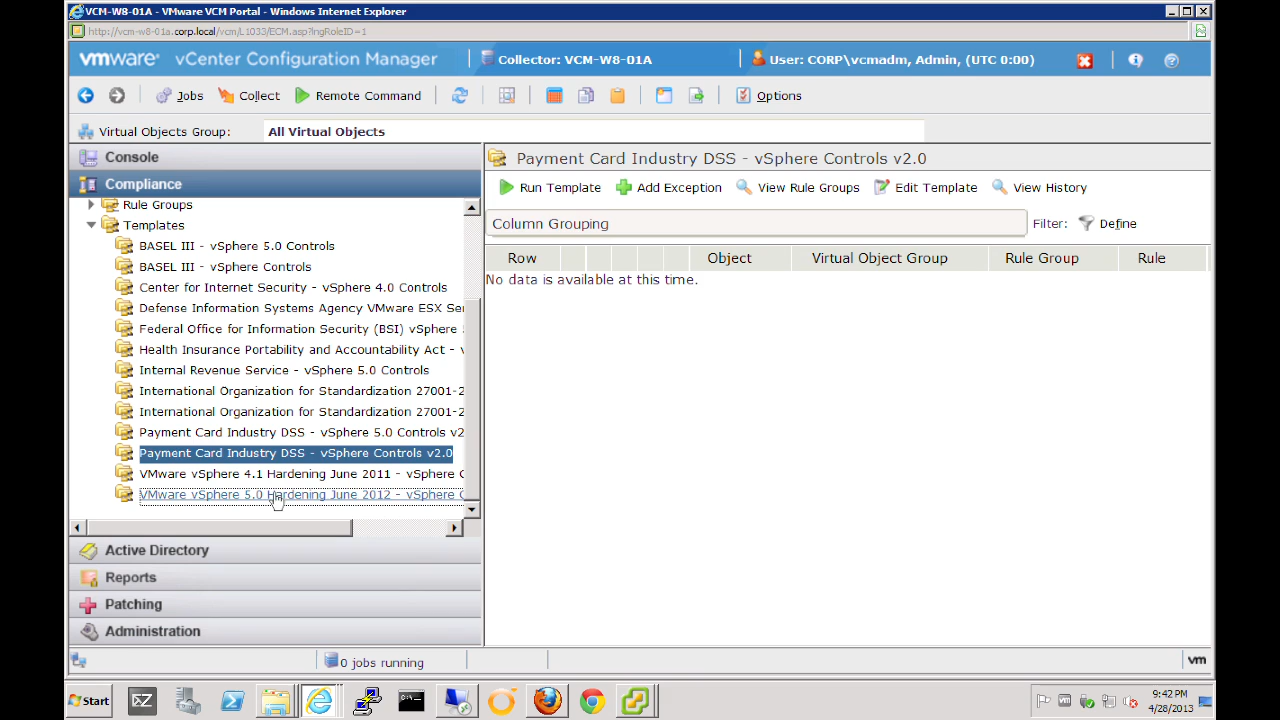 VCM-W8-01A - VMware VCM Portal - Windows Internet Explorer
http://vcm-w8-01a.corp.local/vcm/L1033/ECM.asp?lngRoleID=1
vmware vCenter Configuration Manager
Collector: VCM-W8-01A
User: CORP\vcmadm, Admin, (UTC 0:00)
Jobs
Collect
Remote Command
Options
Virtual Objects Group:
All Virtual Objects
Console
Compliance
Rule Groups
Templates
BASEL III - vSphere 5.0 Controls
BASEL III - vSphere Controls
Center for Internet Security - vSphere 4.0 Controls
Defense Information Systems Agency VMware ESX Ser
Federal Office for Information Security (BSI) vSphere
Health Insurance Portability and Accountability Act - v
Internal Revenue Service - vSphere 5.0 Controls
International Organization for Standardization 27001-2
International Organization for Standardization 27001-2
Payment Card Industry DSS - vSphere 5.0 Controls v2
Payment Card Industry DSS - vSphere Controls v2.0
VMware vSphere 4.1 Hardening June 2011 - vSphere C
VMware vSphere 5.0 Hardening June 2012 - vSphere C
Active Directory
Reports
Patching
Administration
Payment Card Industry DSS - vSphere Controls v2.0
Run Template
Add Exception
View Rule Groups
Edit Template
View History
Column Grouping
Filter:
Define
Row
Object
Virtual Object Group
Rule Group
Rule
No data is available at this time.
0 jobs running
vm
Start
9:42 PM
4/28/2013